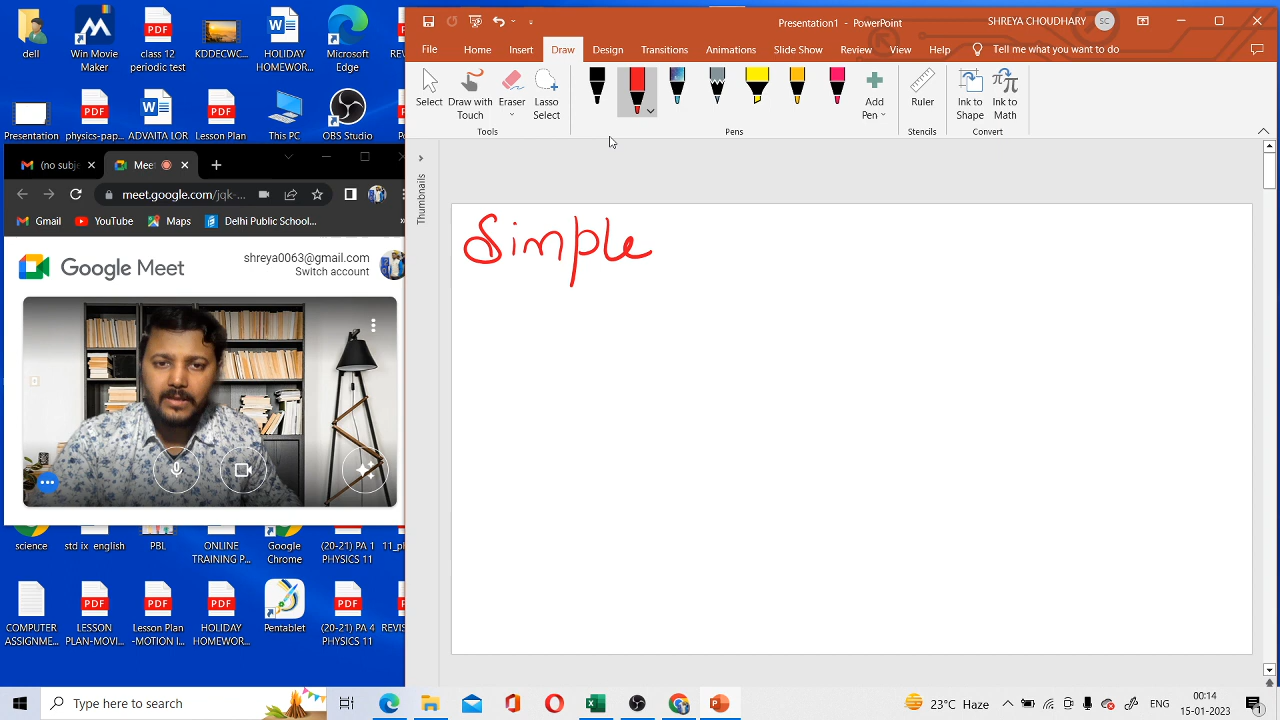 Presentation1 - PowerPoint
SHREYA CHOUDHARY
SC
File
Home
Insert
Draw
Design
Transitions
Animations
Slide Show
Review
View
Help
Tell me what you want to do
Select
Draw with Touch
Eraser
Lasso Select
Add Pen
Ruler
Ink to Shape
Ink to Math
Tools
Pens
Stencils
Convert
Thumbnails
Simple
dell
Win Movie Maker
class 12 periodic test
KDDECWC...
HOLIDAY HOMEWOR...
Microsoft Edge
REVIS
Presentation
physics-pap...
ADVAITA LOR
Lesson Plan
This PC
OBS Studio
(no subje
Meet
meet.google.com/jqk-
Gmail
YouTube
Maps
Delhi Public School...
Google Meet
shreya0063@gmail.com
Switch account
science
std ix_english
PBL
ONLINE TRAINING P...
Google Chrome
(20-21) PA 1 PHYSICS 11
COMPUTER ASSIGNME...
LESSON PLAN-MOVI...
Lesson Plan -MOTION I...
HOLIDAY HOMEWOR...
Pentablet
(20-21) PA 4 PHYSICS 11
REVIS
PDF
Type here to search
23°C Haze
ENG
00:14
15-01-2023
1